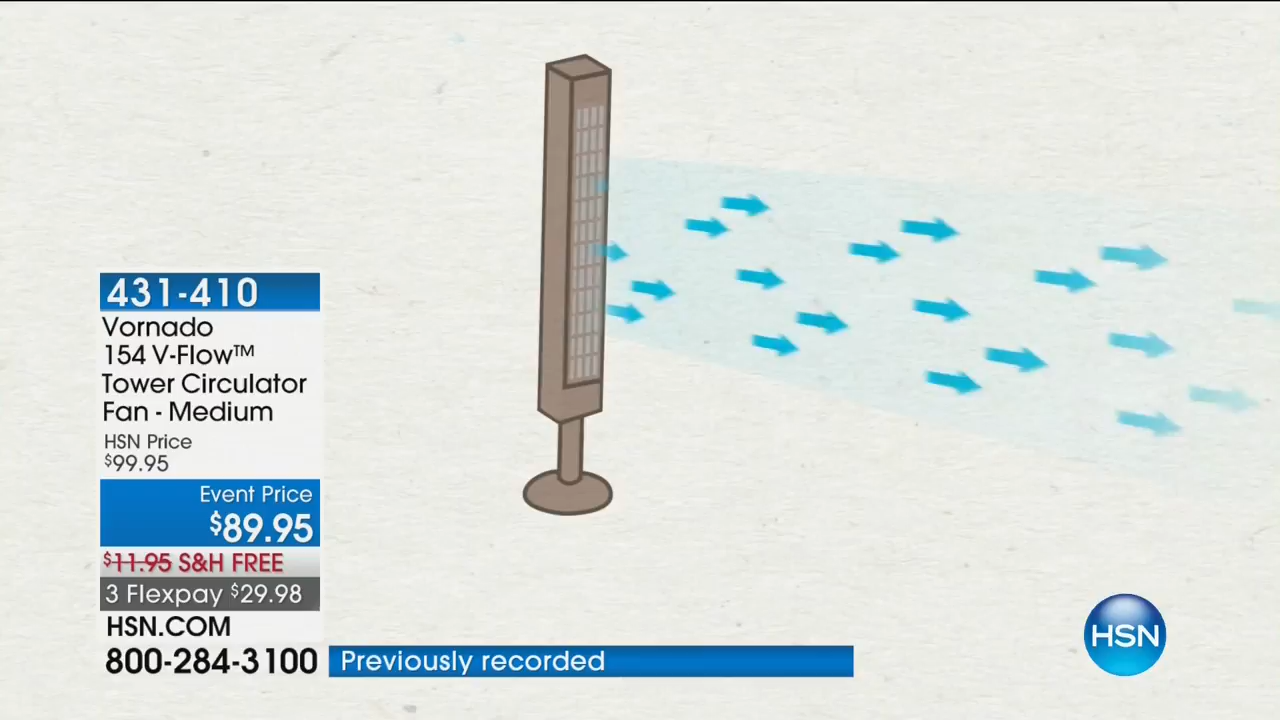 431-410
Vornado
154 V-Flow™
Tower Circulator
Fan - Medium
HSN Price
$99.95
Event Price
$89.95
$11.95 S&H FREE
3 Flexpay $29.98
HSN.COM
800-284-3100
Previously recorded
HSN